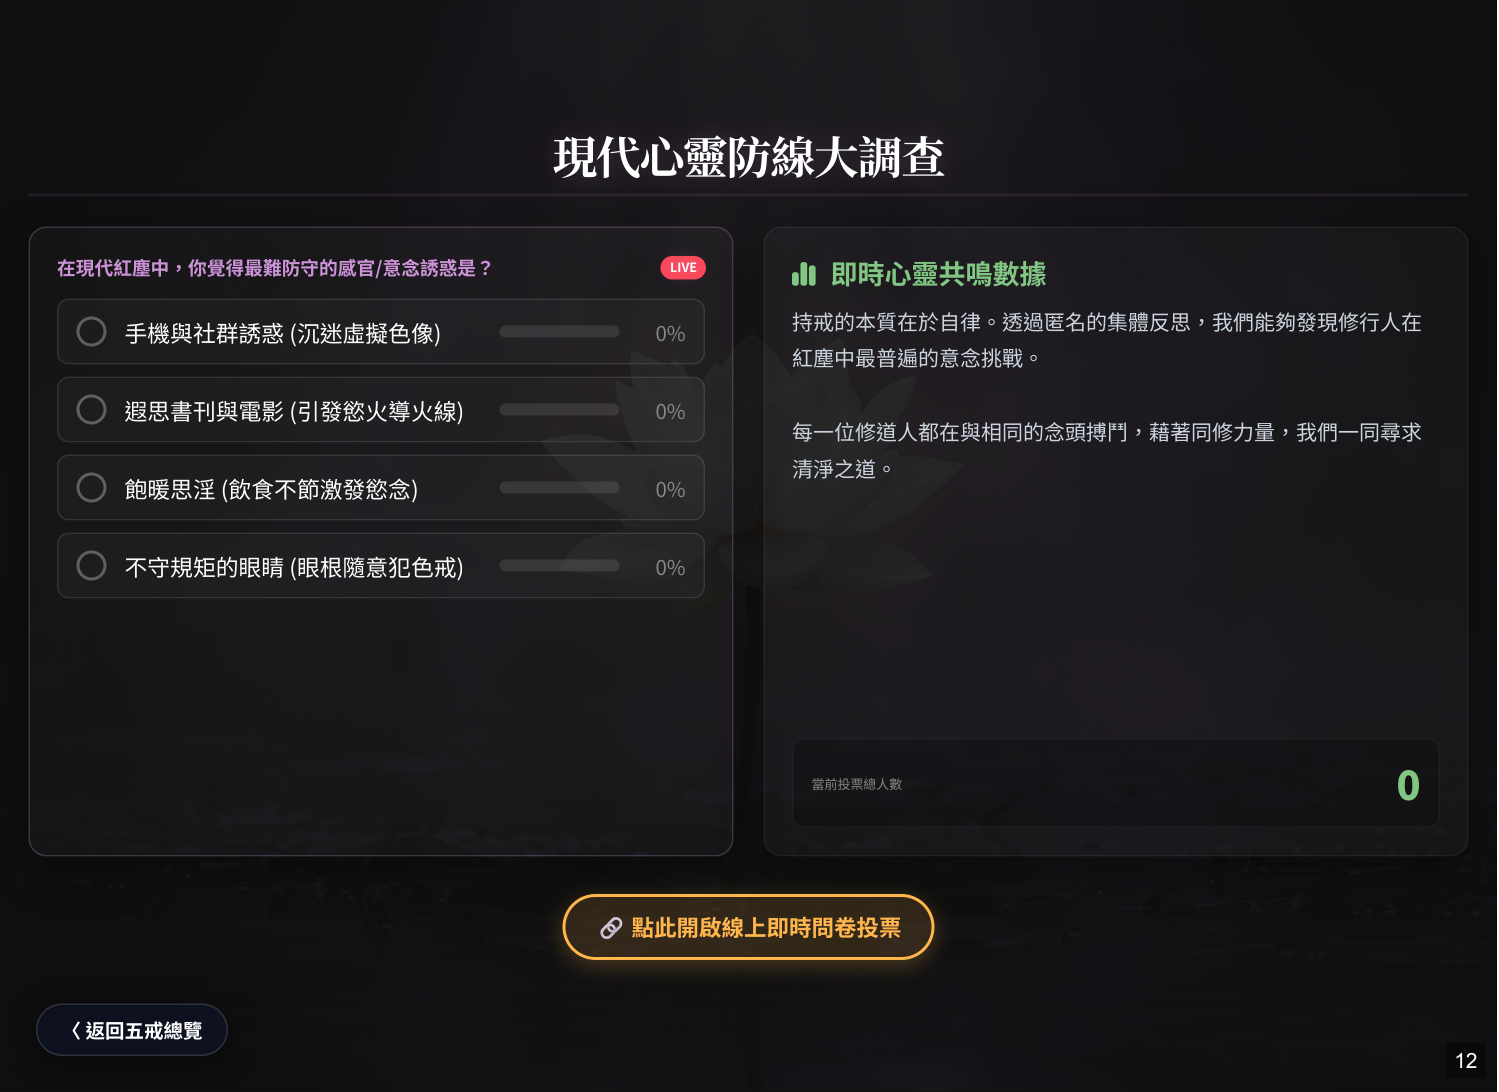 現代心靈防線大調查
在現代紅塵中，你覺得最難防守的感官/意念誘惑是？
LIVE
手機與社群誘惑 (沉迷虛擬色像)
0%
遐思書刊與電影 (引發慾火導火線)
0%
飽暖思淫 (飲食不節激發慾念)
0%
不守規矩的眼睛 (眼根隨意犯色戒)
0%
即時心靈共鳴數據
持戒的本質在於自律。透過匿名的集體反思，我們能夠發現修行人在
紅塵中最普遍的意念挑戰。
每一位修道人都在與相同的念頭搏鬥，藉著同修力量，我們一同尋求
清淨之道。
當前投票總人數
0
點此開啟線上即時問卷投票
〈 返回五戒總覽
12